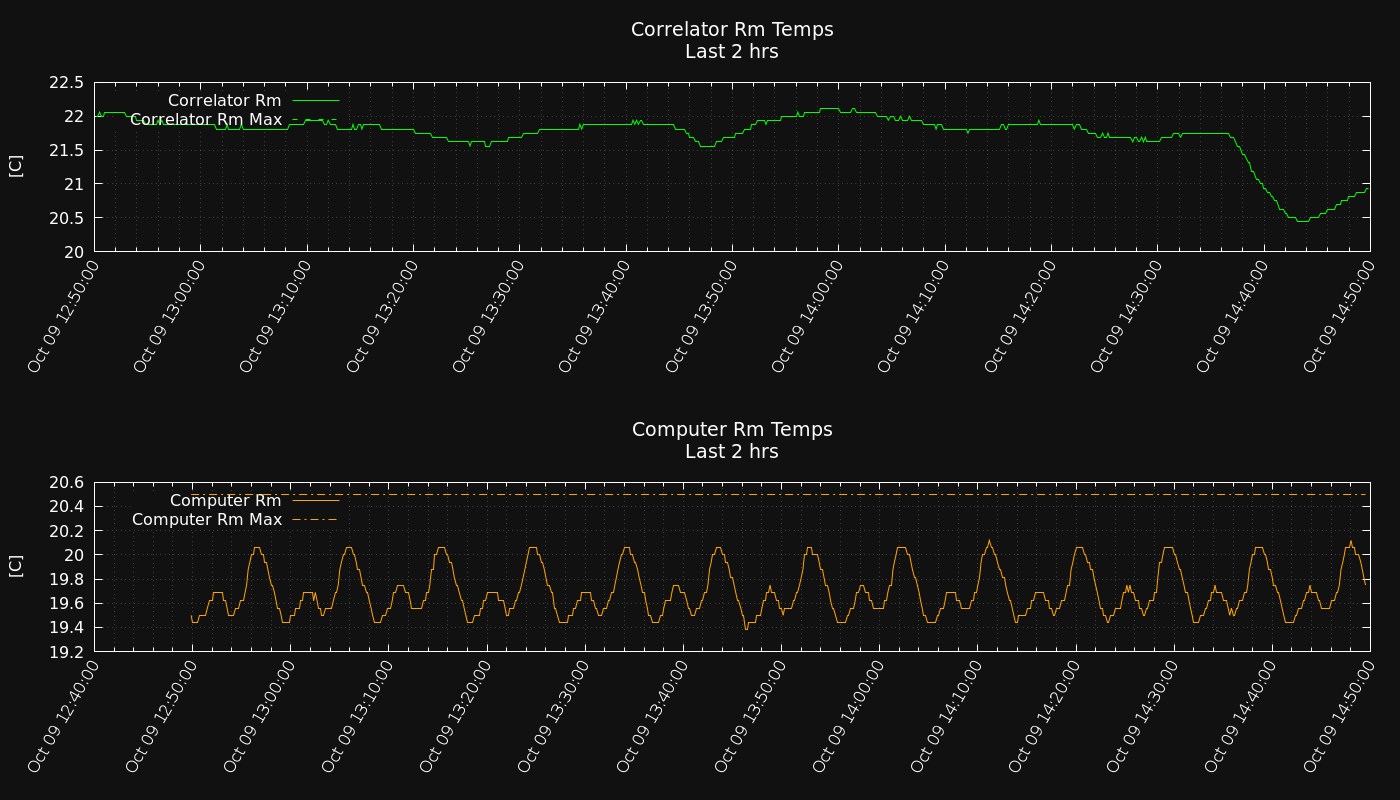 Correlator Rm Temps
Last 2 hrs
22.5
22
21.5
21
20.5
20
[C]
Correlator Rm
Correlator Rm Max
Oct 09 12:50:00
Oct 09 13:00:00
Oct 09 13:10:00
Oct 09 13:20:00
Oct 09 13:30:00
Oct 09 13:40:00
Oct 09 13:50:00
Oct 09 14:00:00
Oct 09 14:10:00
Oct 09 14:20:00
Oct 09 14:30:00
Oct 09 14:40:00
Oct 09 14:50:00
Computer Rm Temps
Last 2 hrs
20.6
20.4
20.2
20
19.8
19.6
19.4
19.2
[C]
Computer Rm
Computer Rm Max
Oct 09 12:40:00
Oct 09 12:50:00
Oct 09 13:00:00
Oct 09 13:10:00
Oct 09 13:20:00
Oct 09 13:30:00
Oct 09 13:40:00
Oct 09 13:50:00
Oct 09 14:00:00
Oct 09 14:10:00
Oct 09 14:20:00
Oct 09 14:30:00
Oct 09 14:40:00
Oct 09 14:50:00